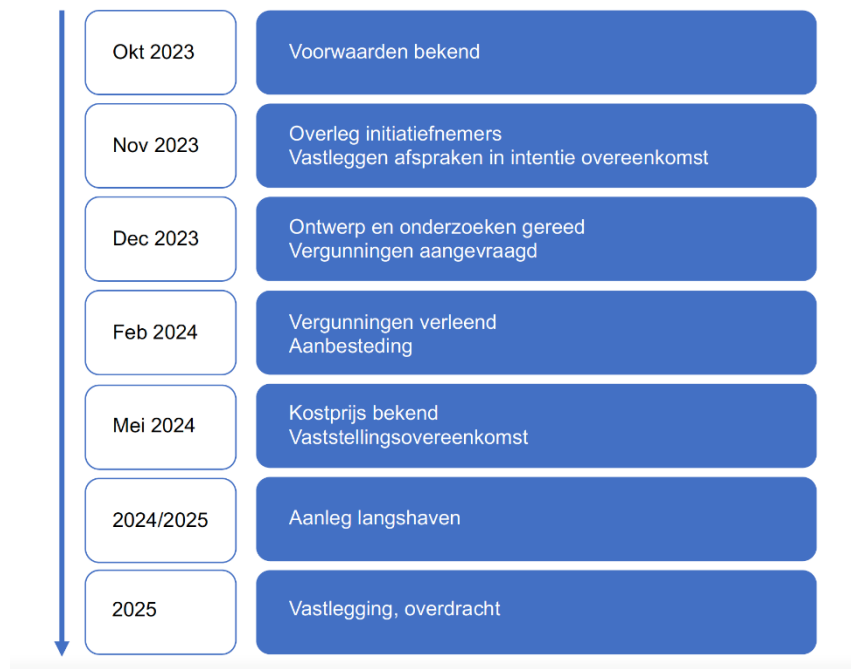 Okt 2023
Voorwaarden bekend
Nov 2023
Overleg initiatiefnemers
Vastleggen afspraken in intentie overeenkomst
Dec 2023
Ontwerp en onderzoeken gereed
Vergunningen aangevraagd
Feb 2024
Vergunningen verleend
Aanbesteding
Mei 2024
Kostprijs bekend
Vaststellingsovereenkomst
2024/2025
Aanleg langshaven
2025
Vastlegging, overdracht